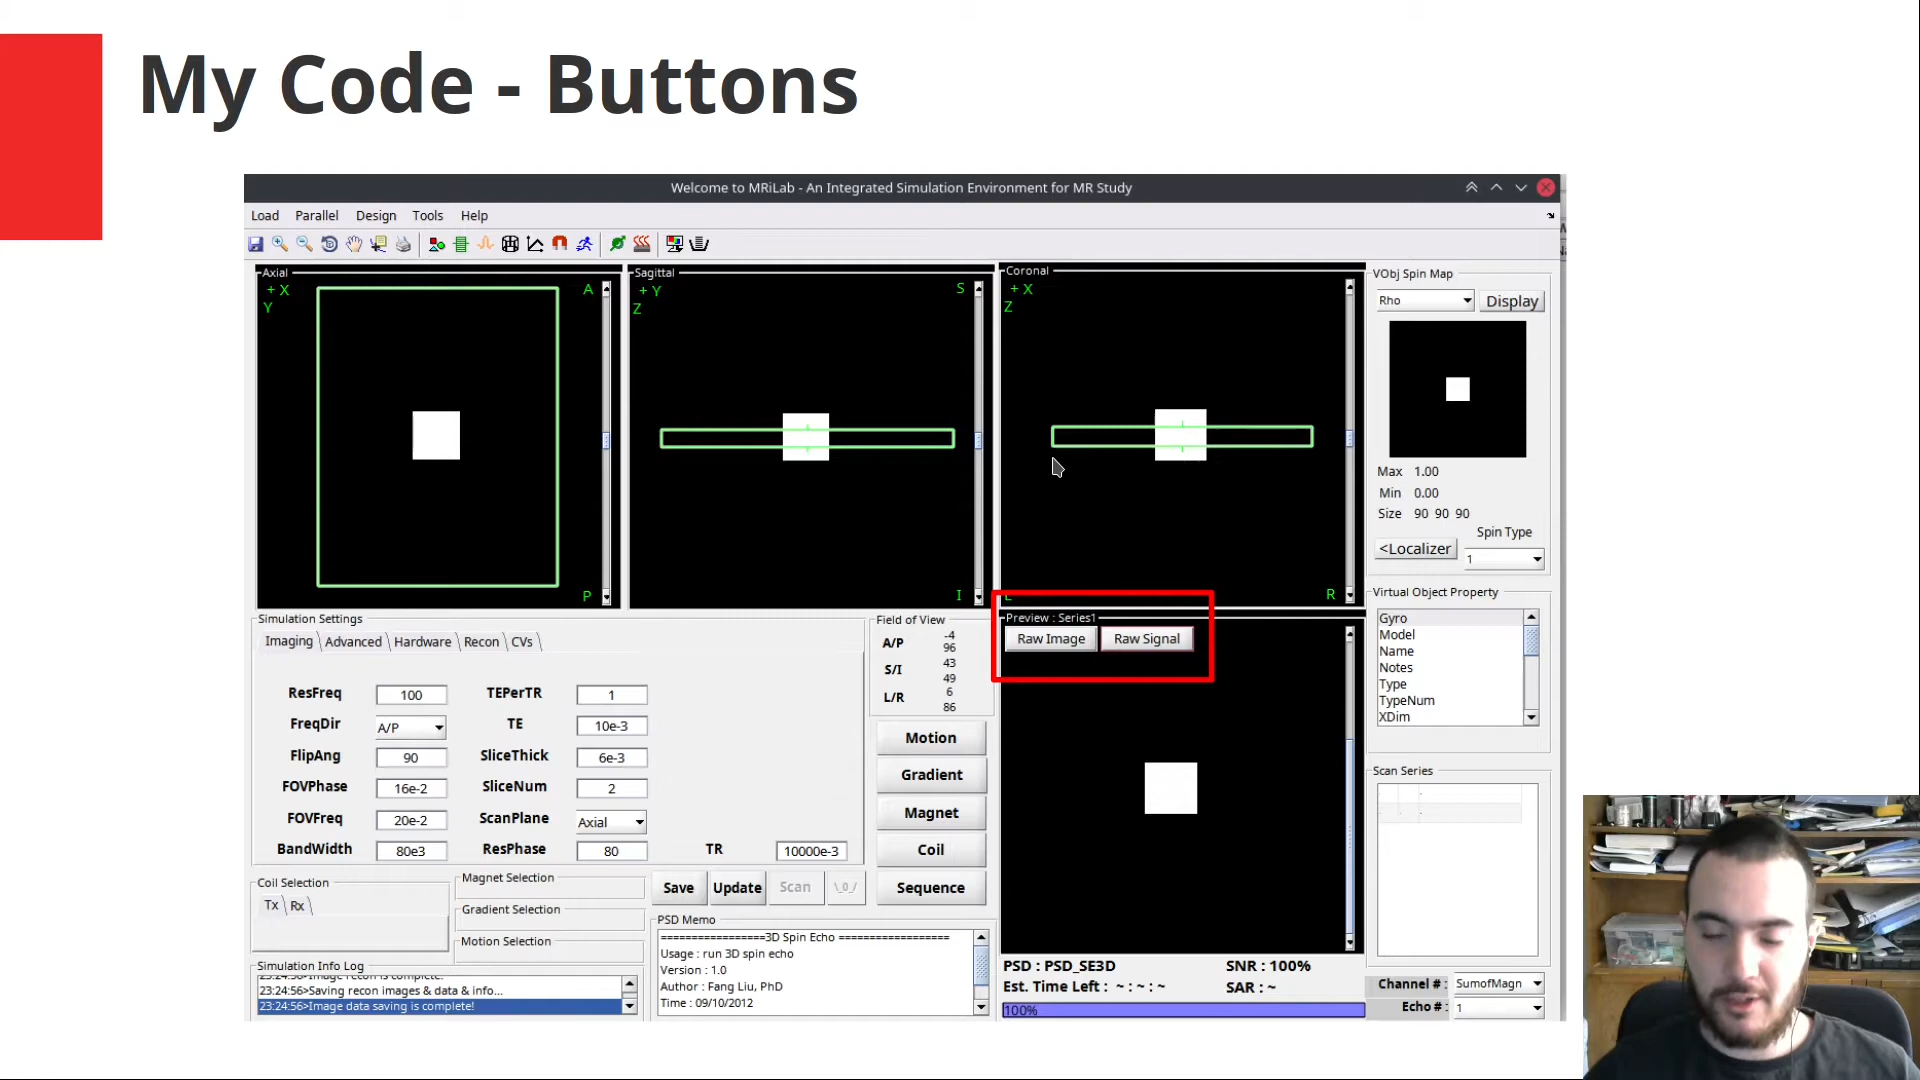 My Code - Buttons
Welcome to MRiLab - An Integrated Simulation Environment for MR Study
Load Parallel Design Tools Help
Axial
+ X
Y
A
P
Sagittal
+ Y
Z
S
I
Coronal
+ X
Z
R
VObj Spin Map
Rho
Display
Max 1.00
Min 0.00
Size 90 90 90
Spin Type
<Localizer
1
Virtual Object Property
Gyro
Model
Name
Notes
Type
TypeNum
XDim
Scan Series
Channel # : SumofMagn
Echo # : 1
Simulation Settings
Imaging Advanced Hardware Recon CVs
ResFreq 100 TEPerTR 1
FreqDir A/P TE 10e-3
FlipAng 90 SliceThick 6e-3
FOVPhase 16e-2 SliceNum 2
FOVFreq 20e-2 ScanPlane Axial
BandWidth 80e3 ResPhase 80 TR 10000e-3
Field of View
A/P -4 96
S/I 43 49
L/R 6 86
Motion
Gradient
Magnet
Coil
Sequence
Preview : Series1
Raw Image Raw Signal
Coil Selection
Tx Rx
Magnet Selection
Gradient Selection
Motion Selection
Save Update Scan \_0_/
PSD Memo
=================3D Spin Echo ==================
Usage : run 3D spin echo
Version : 1.0
Author : Fang Liu, PhD
Time : 09/10/2012
Simulation Info Log
23:24:56>Image recon is complete!
23:24:56>Saving recon images & data & info...
23:24:56>Image data saving is complete!
PSD : PSD_SE3D SNR : 100%
Est. Time Left : ~ : ~ : ~ SAR : ~
100%